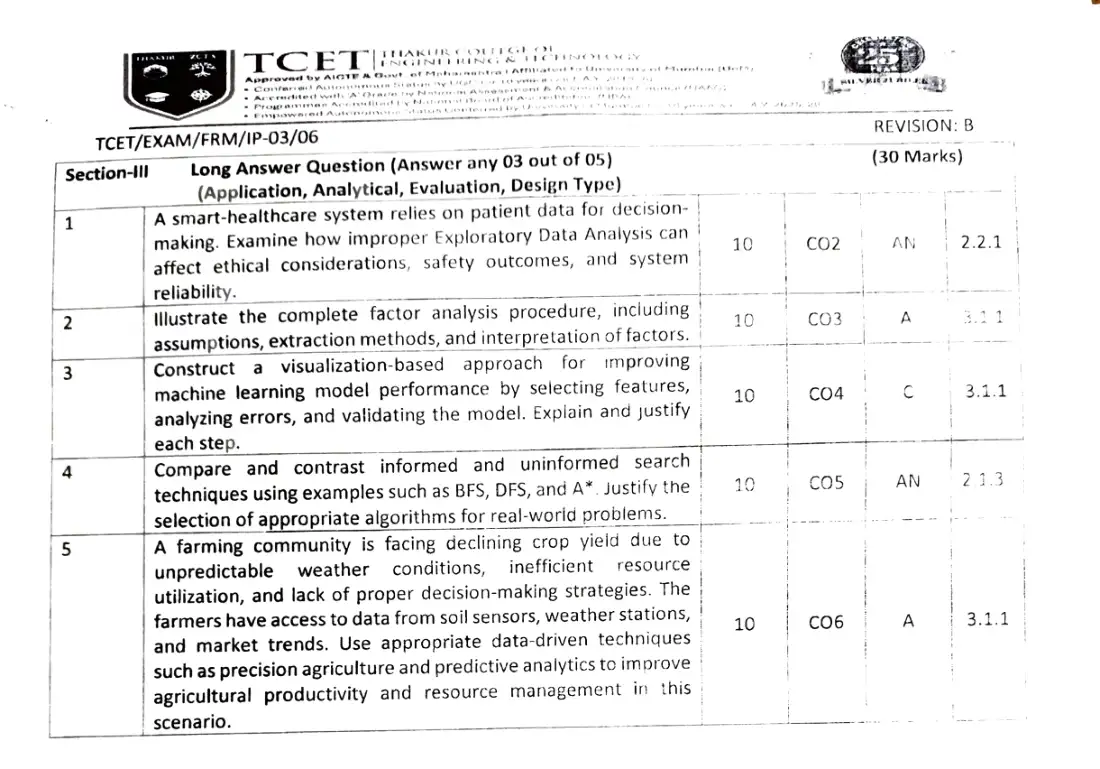 THAKUR
TCET
THAKUR COLLEGE OF
ENGINEERING & TECHNOLOGY
25
TCET/EXAM/FRM/IP-03/06
REVISION: B
Section-III Long Answer Question (Answer any 03 out of 05) (30 Marks)
(Application, Analytical, Evaluation, Design Type)
1 A smart-healthcare system relies on patient data for decision-
making. Examine how improper Exploratory Data Analysis can 10 CO2 AN 2.2.1
affect ethical considerations, safety outcomes, and system
reliability.
2 Illustrate the complete factor analysis procedure, including 10 CO3 A 3.1.1
assumptions, extraction methods, and interpretation of factors.
3 Construct a visualization-based approach for improving
machine learning model performance by selecting features, 10 CO4 C 3.1.1
analyzing errors, and validating the model. Explain and justify
each step.
4 Compare and contrast informed and uninformed search
techniques using examples such as BFS, DFS, and A*. Justify the 10 CO5 AN 2.1.3
selection of appropriate algorithms for real-world problems.
5 A farming community is facing declining crop yield due to
unpredictable weather conditions, inefficient resource
utilization, and lack of proper decision-making strategies. The
farmers have access to data from soil sensors, weather stations, 10 CO6 A 3.1.1
and market trends. Use appropriate data-driven techniques
such as precision agriculture and predictive analytics to improve
agricultural productivity and resource management in this
scenario.